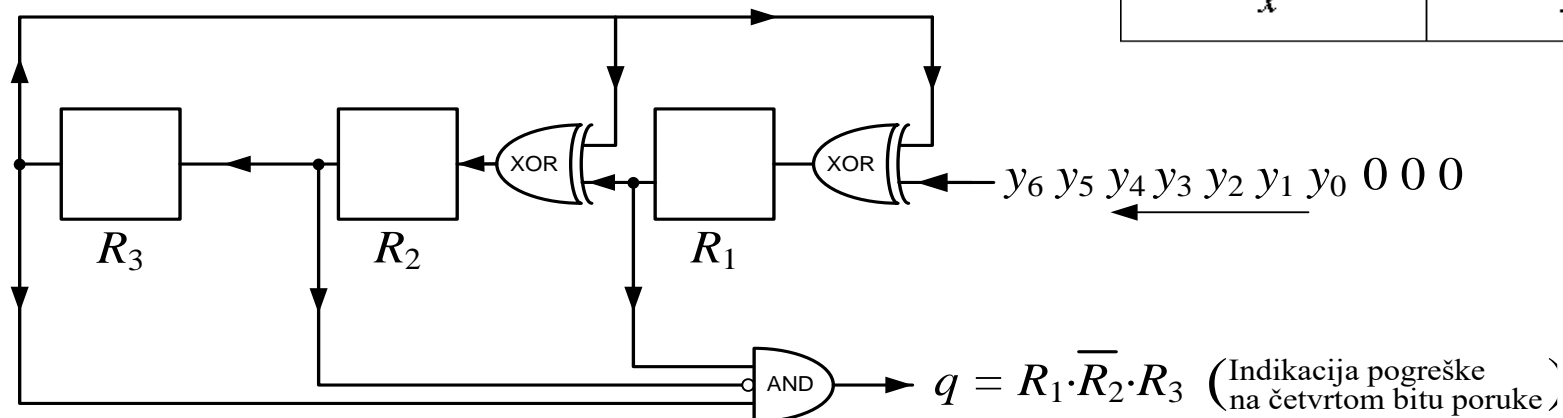 x
XOR
XOR
y₆ y₅ y₄ y₃ y₂ y₁ y₀ 0 0 0
R₃
R₂
R₁
AND
q = R₁·R̅₂·R₃ (Indikacija pogreške
na četvrtom bitu poruke)